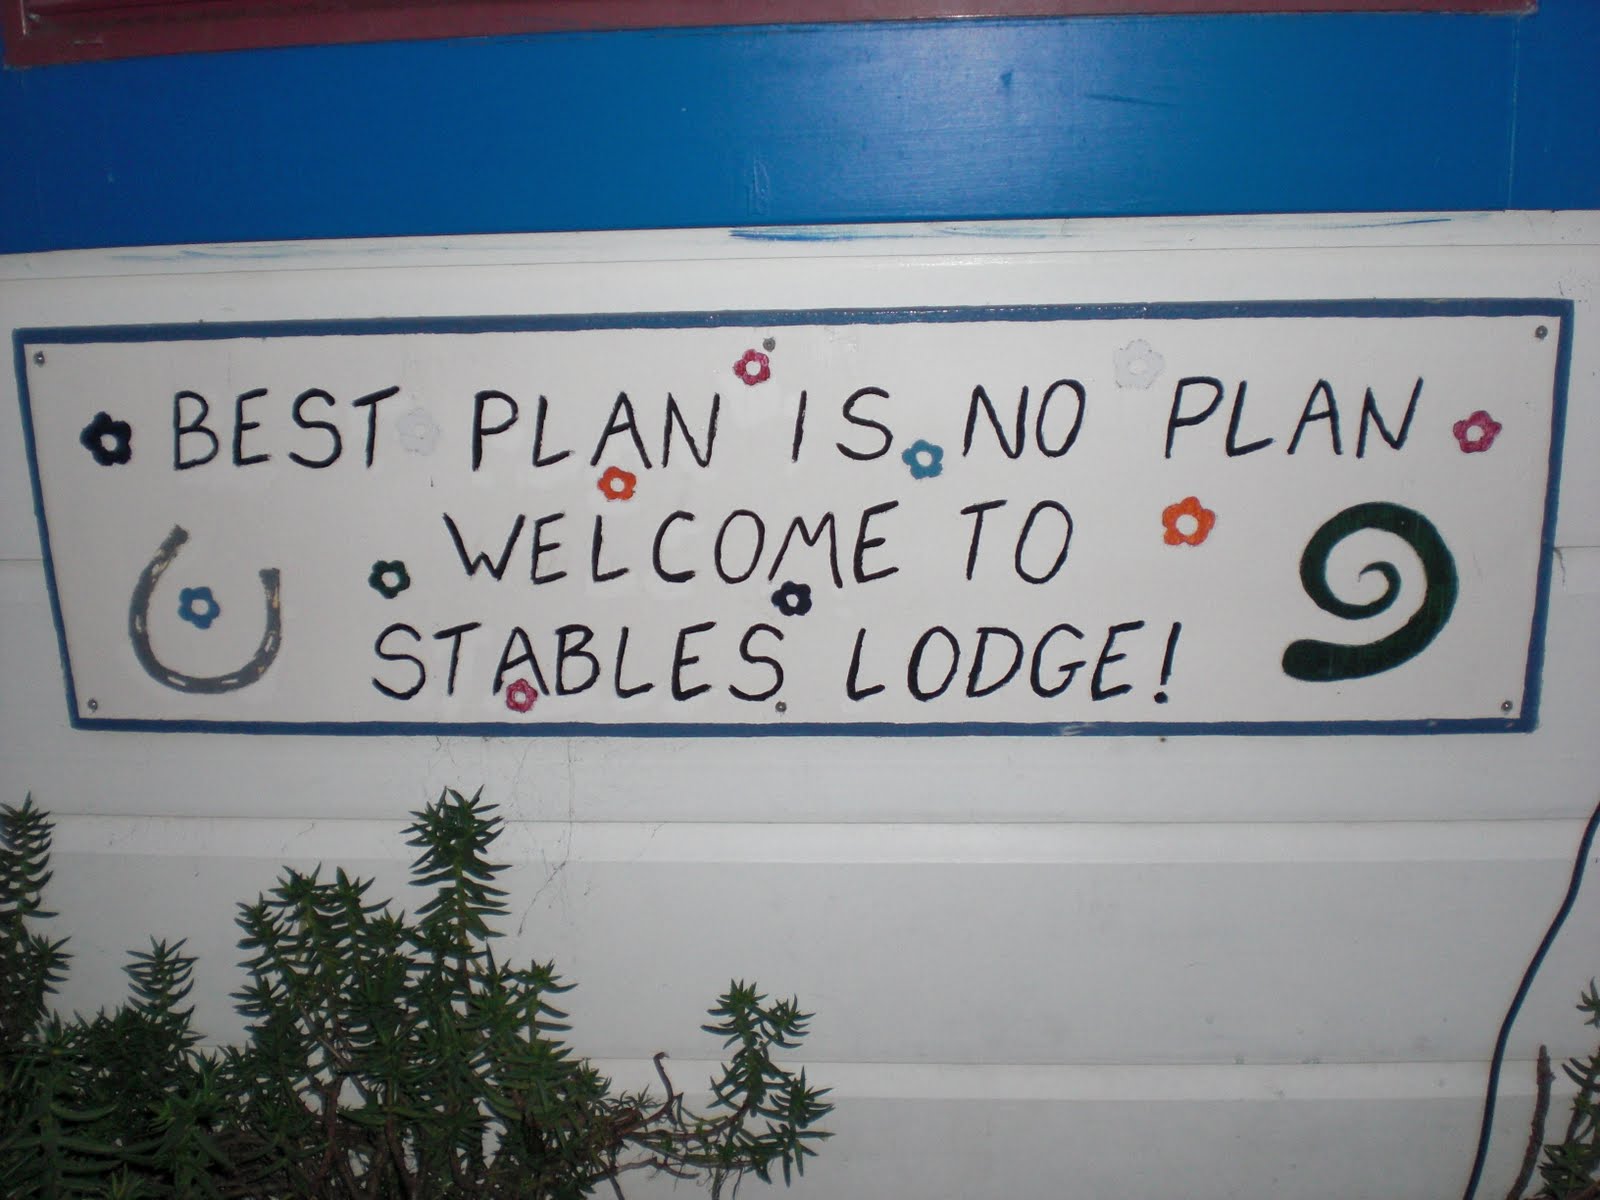 BEST PLAN IS NO PLAN
WELCOME TO
STABLES LODGE!